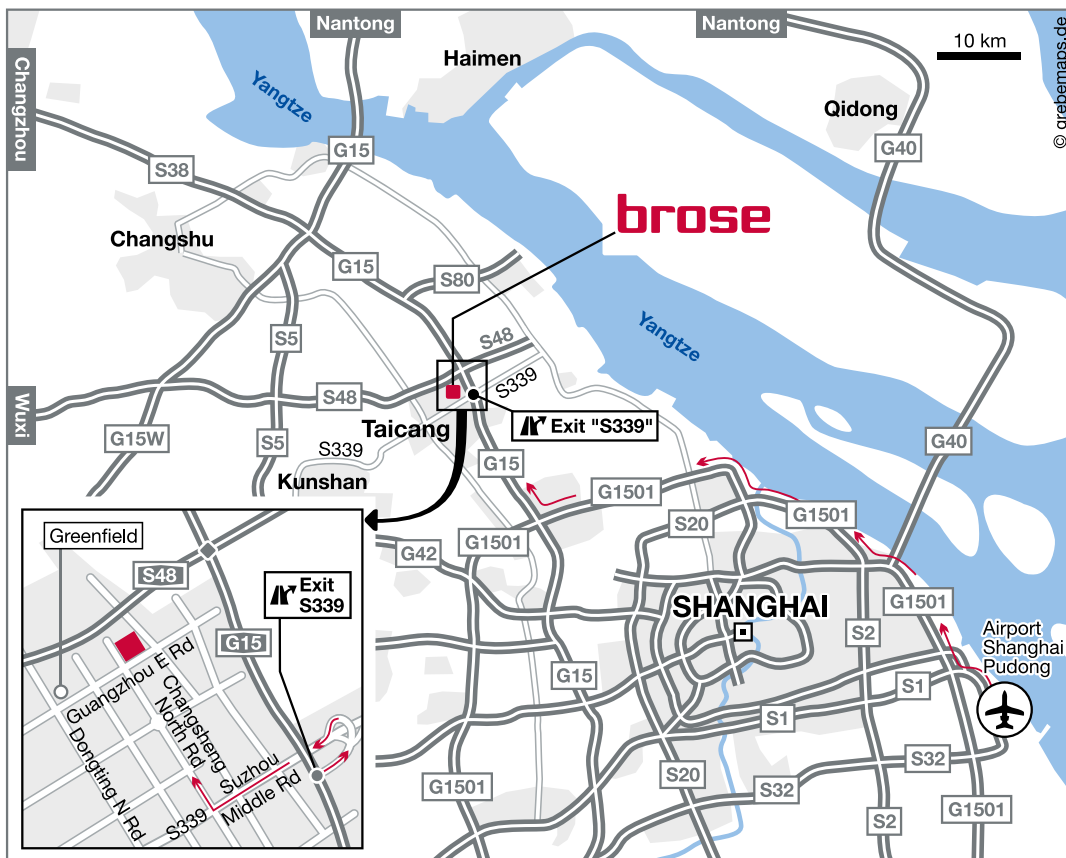 Nantong
Nantong
Haimen
10 km
© grebemaps.de
Changzhou
Yangtze
Qidong
G15
G40
S38
brose
Changshu
G15
S80
Yangtze
S5
S48
S339
S48
Wuxi
Taicang
Exit "S339"
G15W
S5
S339
G15
G40
Kunshan
G1501
G1501
S20
G1501
G42
Greenfield
S48
Exit
S339
SHANGHAI
G1501
Airport
Shanghai
Pudong
S2
G15
G15
S1
S1
Guangzhou E Rd
Changsheng
North Rd
Dongting N Rd
Suzhou
Middle Rd
S339
G1501
S20
S32
S32
G1501
S2